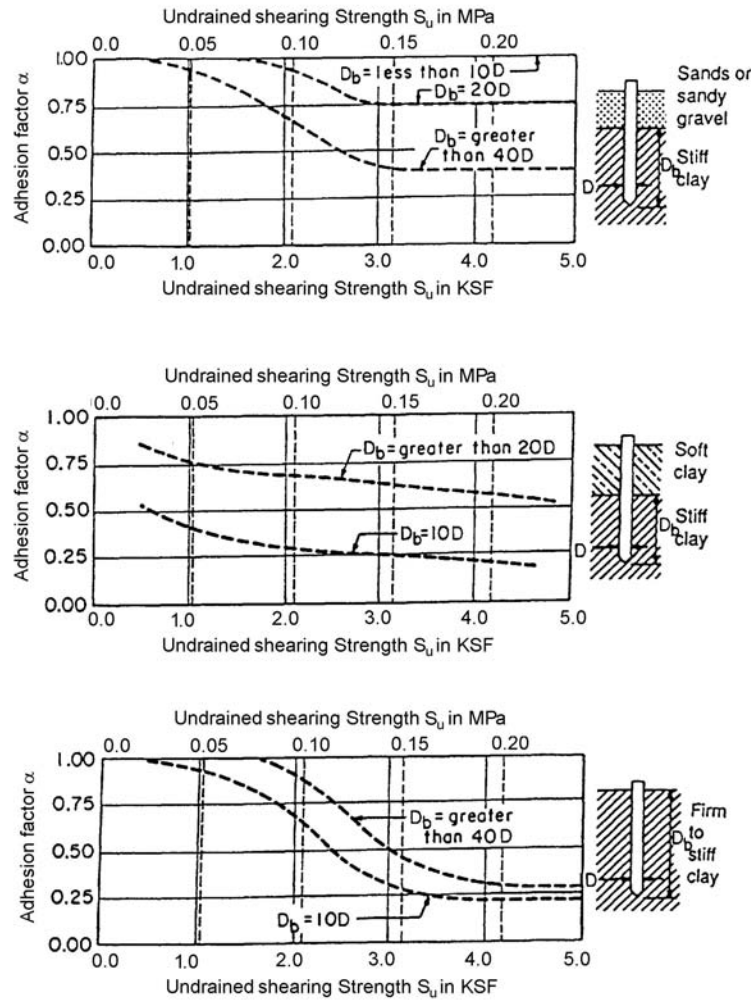 Undrained shearing Strength Su in MPa
0.0 0.05 0.10 0.15 0.20
Adhesion factor α
1.00
0.75
0.50
0.25
0.00
Db= less than 10D
Db= 20D
Db= greater
than 40D
0.0 1.0 2.0 3.0 4.0 5.0
Undrained shearing Strength Su in KSF
Sands or
sandy
gravel
Db
Stiff
clay
D
Undrained shearing Strength Su in MPa
0.0 0.05 0.10 0.15 0.20
Adhesion factor α
1.00
0.75
0.50
0.25
0.00
Db= greater than 20D
Db=10D
0.0 1.0 2.0 3.0 4.0 5.0
Undrained shearing Strength Su in KSF
Soft
clay
Db
Stiff
clay
D
Undrained shearing Strength Su in MPa
0.0 0.05 0.10 0.15 0.20
Adhesion factor α
1.00
0.75
0.50
0.25
0.00
Db= greater
than 40D
Db=10D
0.0 1.0 2.0 3.0 4.0 5.0
Undrained shearing Strength Su in KSF
Firm
to
stiff
clay
Db
D